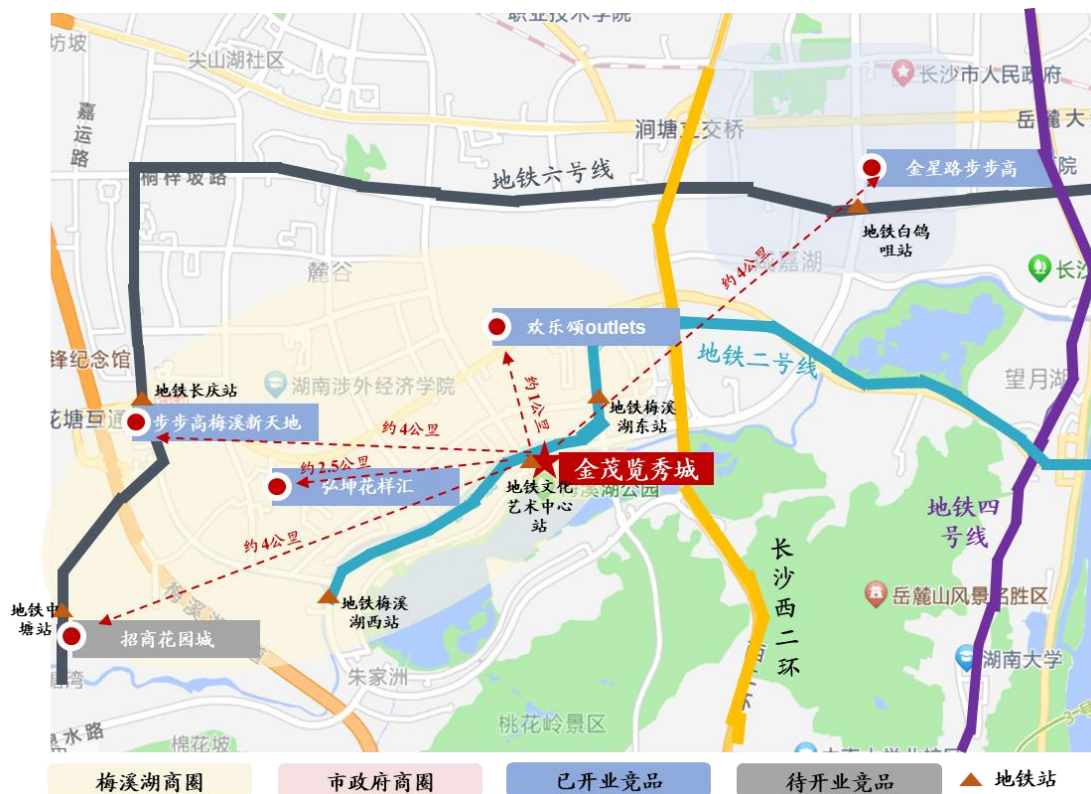 职业技术学院
坊坡
尖山湖社区
长沙市人民政府
嘉运路
涧塘立交桥
岳麓大
桐梓坡路
地铁六号线
金星路步步高
院
地铁白鸽
咀站
麓谷
嘉湖
约4公里
长沙
欢乐颂outlets
地铁二号线
锋纪念馆
湖南涉外经济学院
望月湖
地铁长庆站
约1公里
地铁梅溪
湖东站
花塘互通
步步高梅溪新天地
约4公里
约2.5公里
金茂览秀城
弘坤花样汇
地铁文化
艺术中心
站
溪湖公园
地铁四
号线
约4公里
长沙西二环
岳麓山风景名胜区
地铁中
塘站
地铁梅溪
湖西站
招商花园城
湖南大学
朱家洲
桃花岭景区
水路
棉花坡
3号
梅溪湖商圈
市政府商圈
已开业竞品
待开业竞品
地铁站